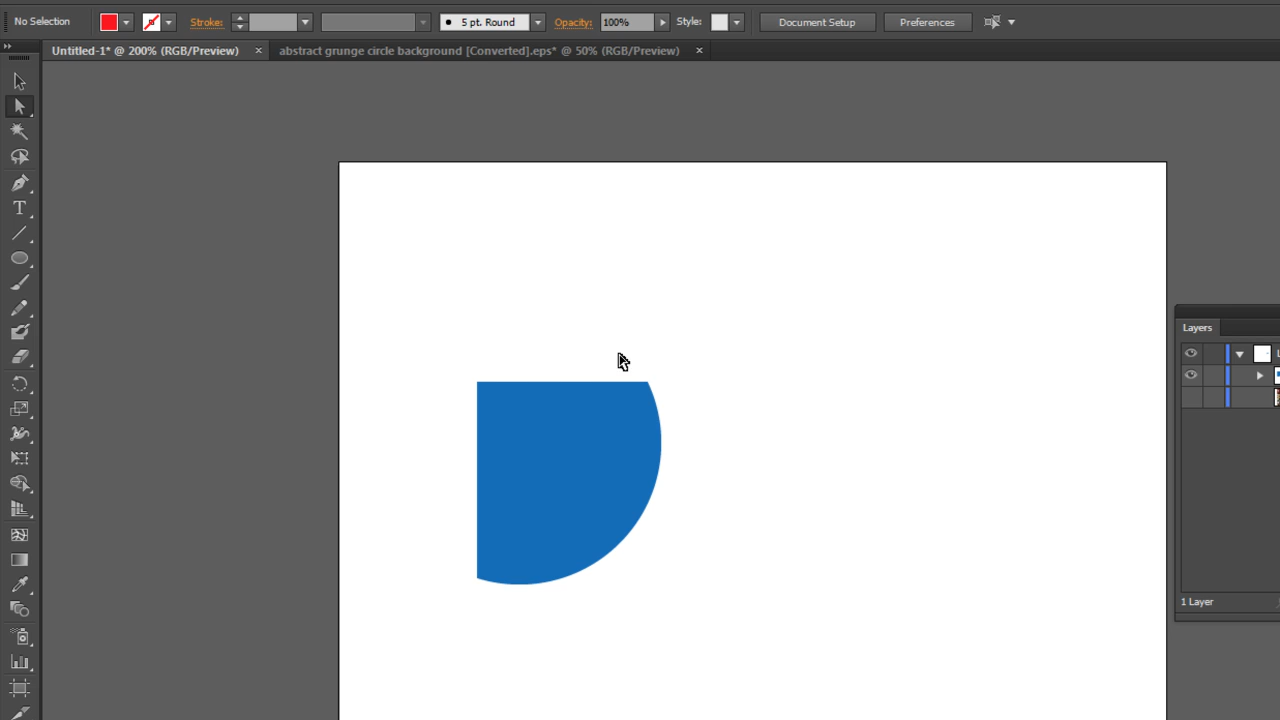 No Selection Stroke: 5 pt. Round Opacity: 100% Style: Document Setup Preferences
Untitled-1* @ 200% (RGB/Preview) × abstract grunge circle background [Converted].eps* @ 50% (RGB/Preview) ×
T
Layers
1 Layer